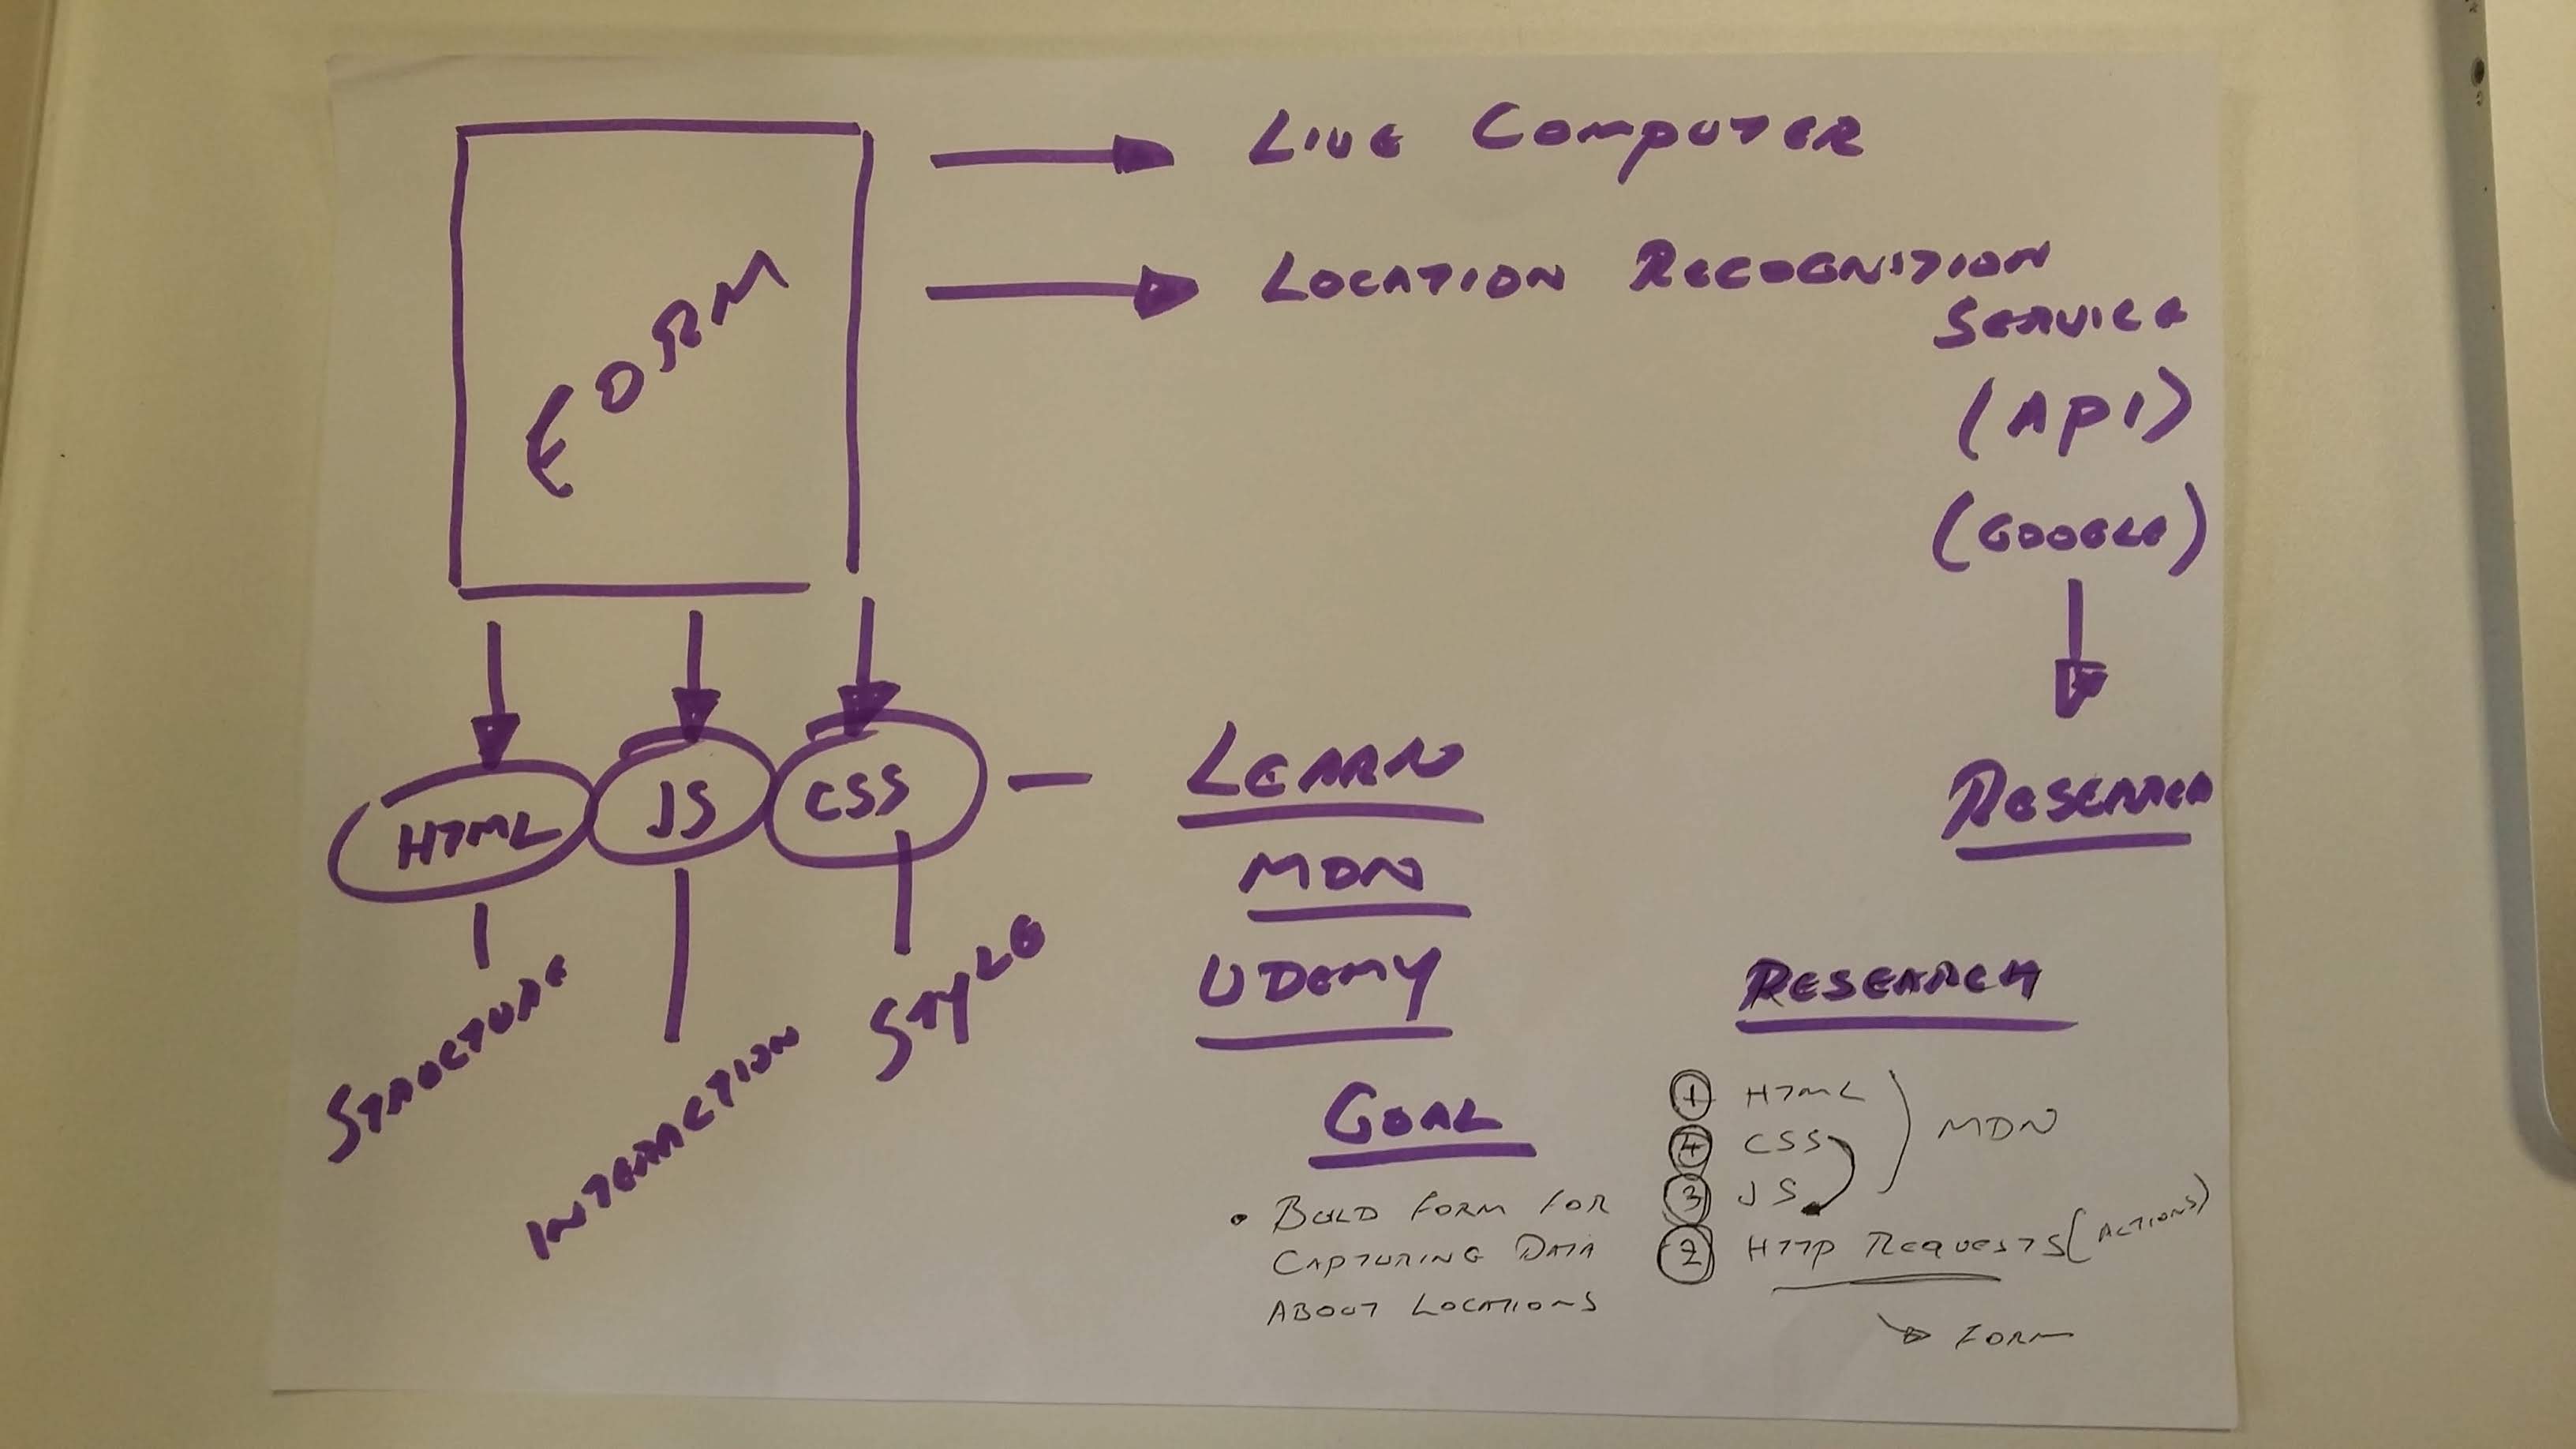 FORM
LIVE COMPUTER
LOCATION RECOGNITION
SERVICE
(API)
(GOOGLE)
RESEARCH
HTML
JS
CSS
STRUCTURE
INTERACTION
STYLE
LEARN
MDN
UDEMY
GOAL
• BUILD FORM FOR
CAPTURING DATA
ABOUT LOCATIONS
RESEARCH
1 HTML
4 CSS
3 JS
MDN
2 HTTP REQUESTS (ACTIONS)
FORM